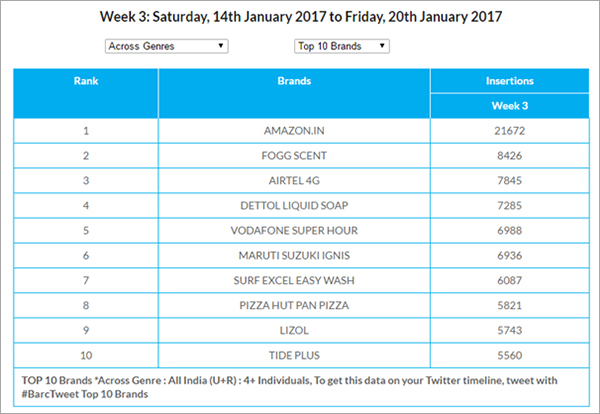 Week 3: Saturday, 14th January 2017 to Friday, 20th January 2017
Across Genres Top 10 Brands
Rank Brands Insertions
Week 3
1 AMAZON.IN 21672
2 FOGG SCENT 8426
3 AIRTEL 4G 7845
4 DETTOL LIQUID SOAP 7285
5 VODAFONE SUPER HOUR 6988
6 MARUTI SUZUKI IGNIS 6936
7 SURF EXCEL EASY WASH 6087
8 PIZZA HUT PAN PIZZA 5821
9 LIZOL 5743
10 TIDE PLUS 5560
TOP 10 Brands *Across Genre : All India (U+R) : 4+ Individuals, To get this data on your Twitter timeline, tweet with
#BarcTweet Top 10 Brands